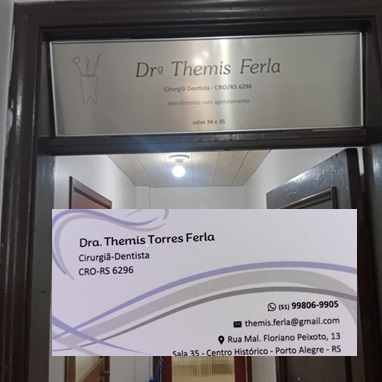 Drª Themis Ferla
Cirurgiã Dentista - CRO/RS 6296
atendimento com agendamento
salas 34 e 35
Dra. Themis Torres Ferla
Cirurgiã-Dentista
CRO-RS 6296
(51) 99806-9905
themis.ferla@gmail.com
Rua Mal. Floriano Peixoto, 13
Sala 35 - Centro Histórico - Porto Alegre - RS